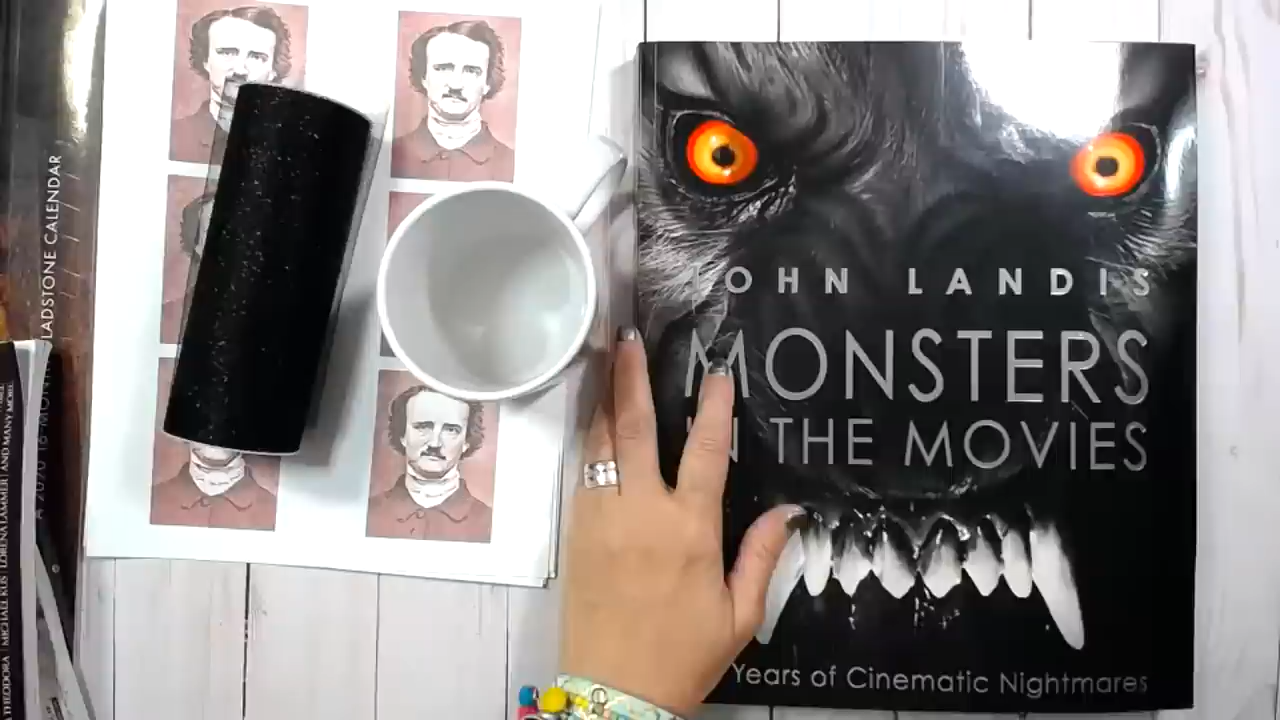 LADSTONE CALENDAR
A 2020 16-MONTH
THEODORA | MICHAEL KUS | LORENA LAMMER | AND MANY MORE
JOHN LANDIS
MONSTERS
IN THE MOVIES
Years of Cinematic Nightmares